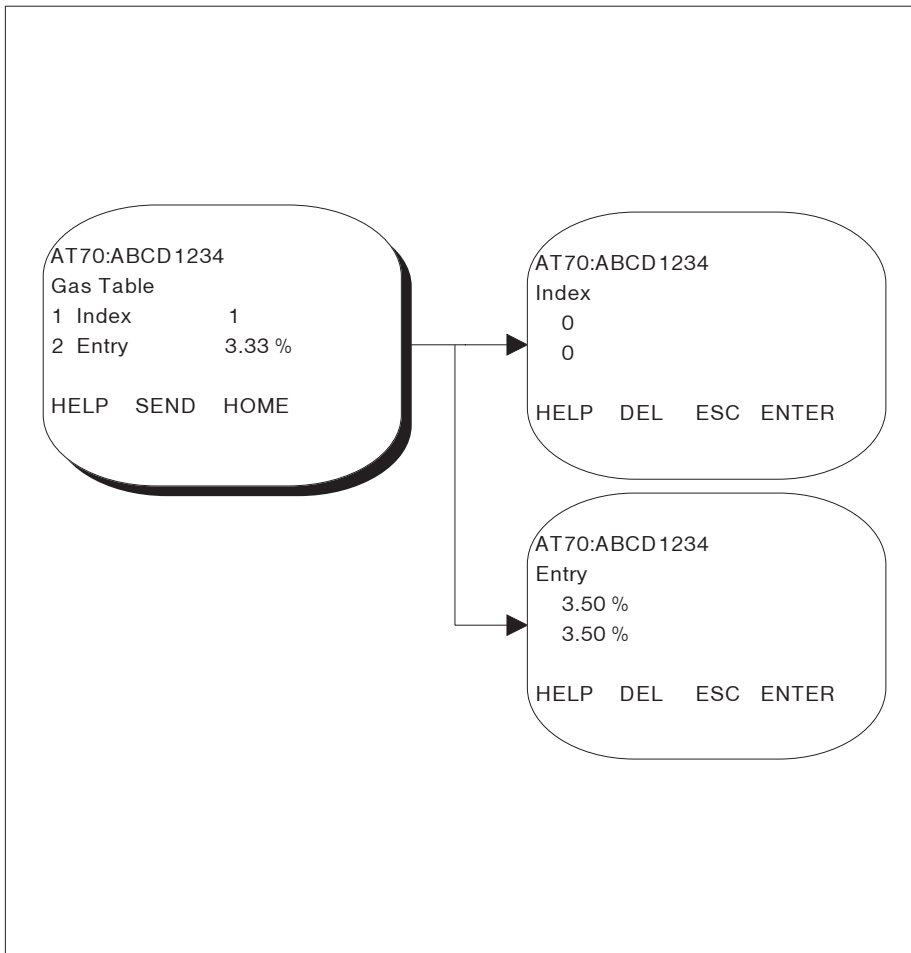 AT70:ABCD1234
Gas Table
1 Index 1
2 Entry 3.33 %
HELP SEND HOME
AT70:ABCD1234
Index
0
0
HELP DEL ESC ENTER
AT70:ABCD1234
Entry
3.50 %
3.50 %
HELP DEL ESC ENTER